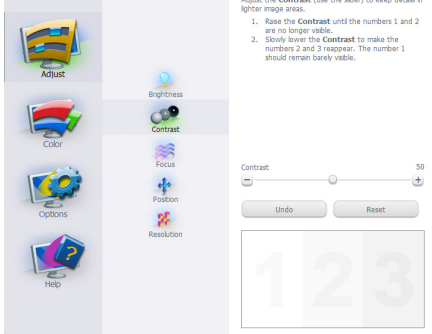 Adjust the Contrast (use the slider) to keep details in
lighter image areas.
1. Raise the Contrast until the numbers 1 and 2
are no longer visible.
2. Slowly lower the Contrast to make the
numbers 2 and 3 reappear. The number 1
should remain barely visible.
Adjust
Color
Options
Help
Brightness
Contrast
Focus
Position
Resolution
Contrast 50
Undo Reset
1 2 3